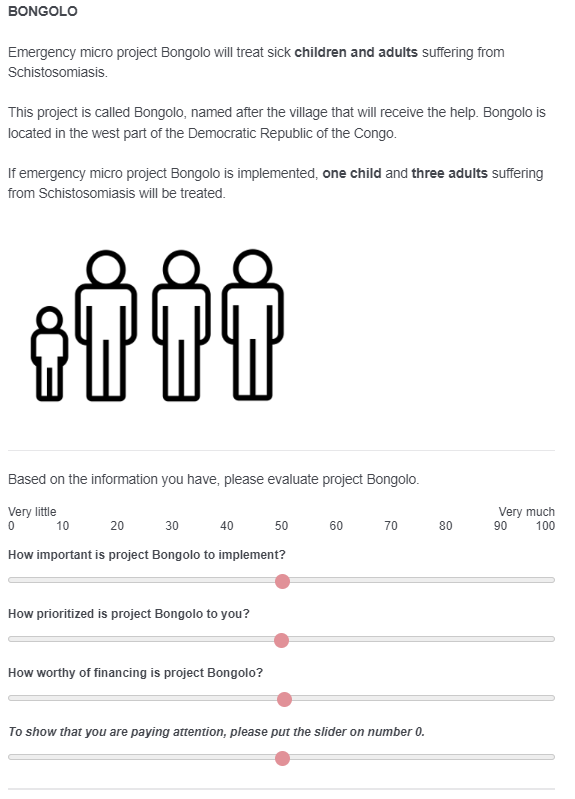 BONGOLO
Emergency micro project Bongolo will treat sick children and adults suffering from
Schistosomiasis.
This project is called Bongolo, named after the village that will receive the help. Bongolo is
located in the west part of the Democratic Republic of the Congo.
If emergency micro project Bongolo is implemented, one child and three adults suffering
from Schistosomiasis will be treated.
Based on the information you have, please evaluate project Bongolo.
Very little Very much
0 10 20 30 40 50 60 70 80 90 100
How important is project Bongolo to implement?
How prioritized is project Bongolo to you?
How worthy of financing is project Bongolo?
To show that you are paying attention, please put the slider on number 0.